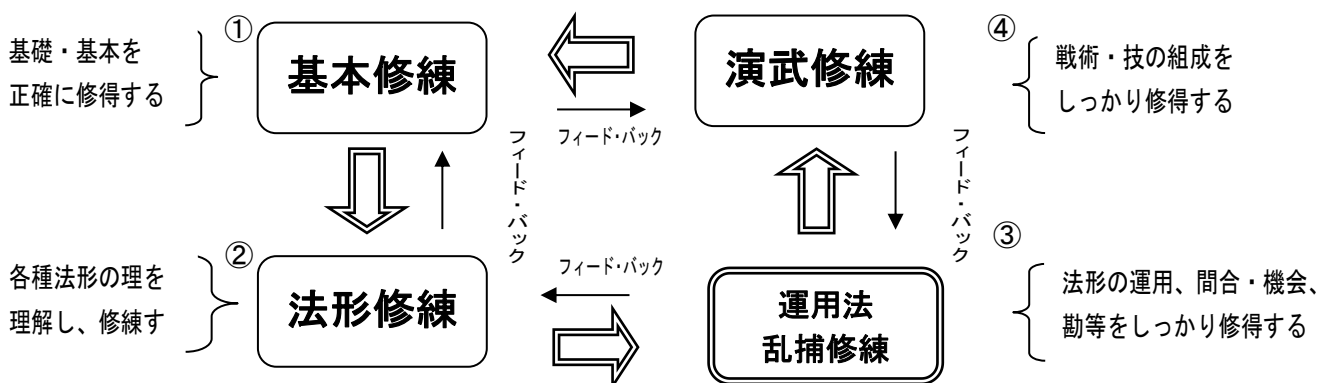 ①
基礎・基本を
正確に修得する
基本修練
フィード・バック
演武修練
④
戦術・技の組成を
しっかり修得する
フィード・バック
フィード・バック
②
各種法形の理を
理解し、修練す
法形修練
フィード・バック
運用法
乱捕修練
③
法形の運用、間合・機会、
勘等をしっかり修得する